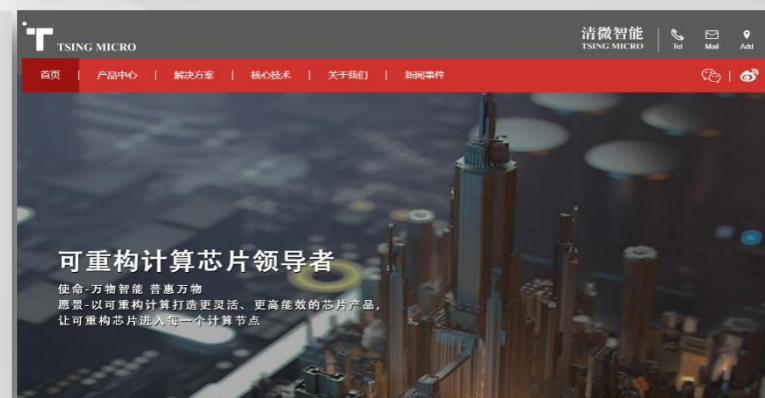 TSING MICRO
清微智能
TSING MICRO
Tel
Mail
Add
首页 | 产品中心 | 解决方案 | 核心技术 | 关于我们 | 新闻事件
可重构计算芯片领导者
使命-万物智能 普惠万物
愿景-以可重构计算打造更灵活、更高能效的芯片产品,
让可重构芯片进入每一个计算节点